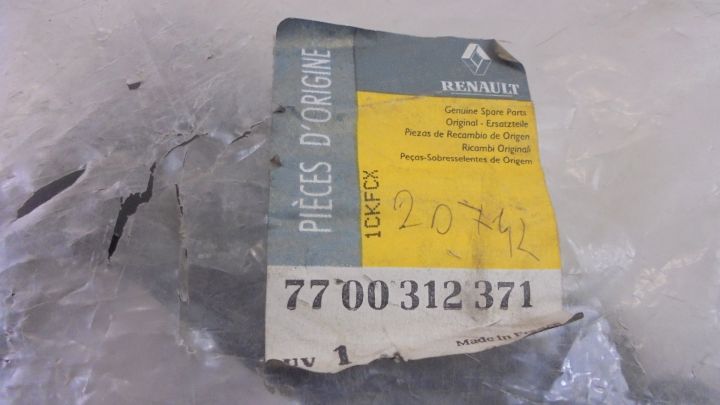 PIÈCES D'ORIGINE
RENAULT
Genuine Spare Parts
Original - Ersatzteile
Piezas de Recambio de Origen
Ricambi Originali
Peças-Sobresselentes de Origem
1CKFCX
20742
77 00 312 371
1
Made in